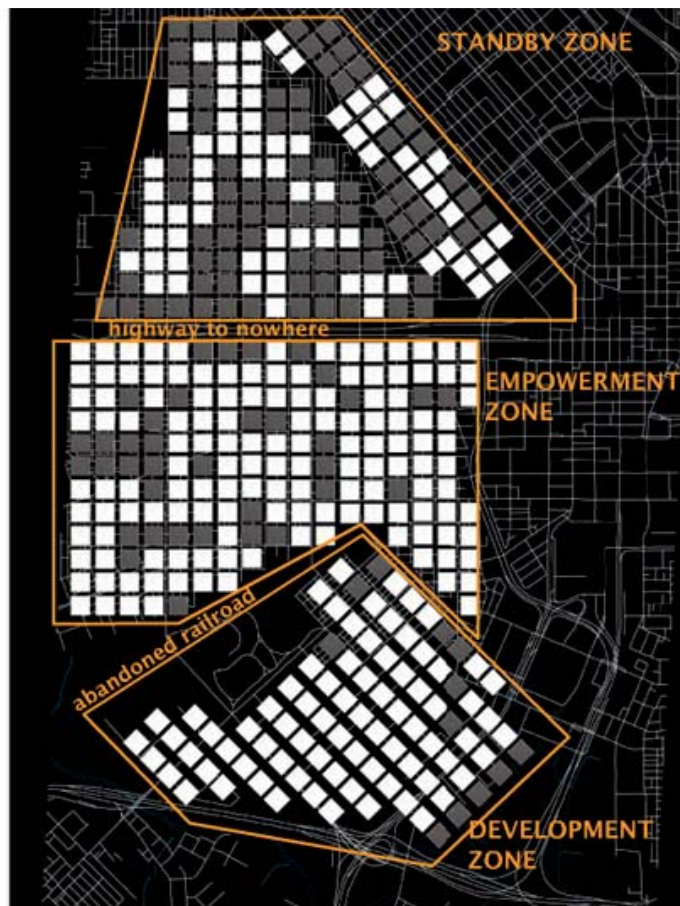 STANDBY ZONE
highway to nowhere
EMPOWERMENT
ZONE
abandoned railroad
DEVELOPMENT
ZONE